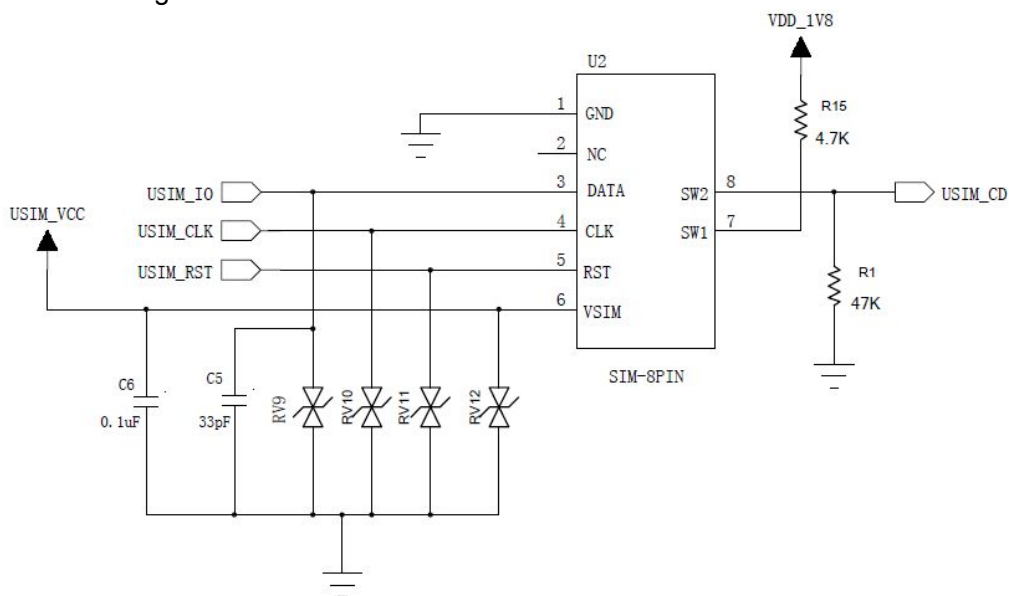 VDD_1V8
U2
R15
4.7K
1 GND
2 NC
USIM_IO 3 DATA SW2 8 USIM_CD
USIM_VCC
USIM_CLK 4 CLK SW1 7
USIM_RST 5 RST
R1
47K
6 VSIM
SIM-8PIN
C6
0.1uF
C5
33pF
RV9
RV10
RV11
RV12